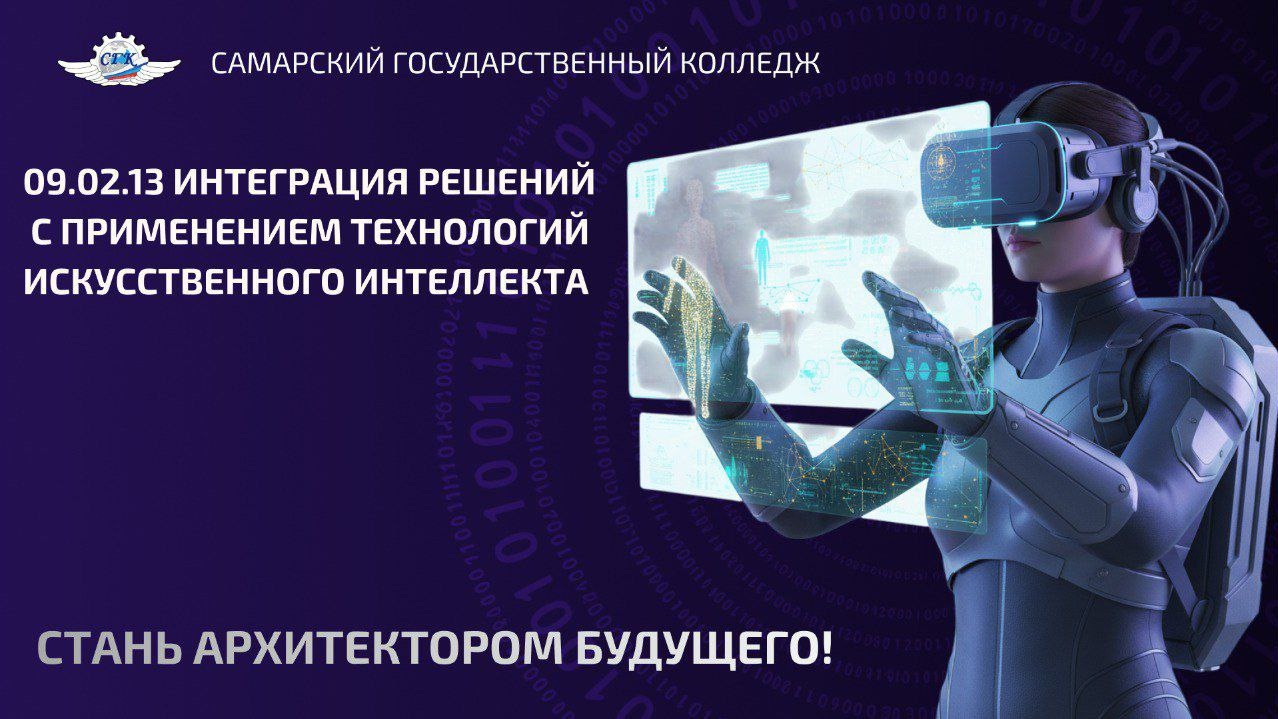 СГК
САМАРСКИЙ ГОСУДАРСТВЕННЫЙ КОЛЛЕДЖ
09.02.13 ИНТЕГРАЦИЯ РЕШЕНИЙ
С ПРИМЕНЕНИЕМ ТЕХНОЛОГИЙ
ИСКУССТВЕННОГО ИНТЕЛЛЕКТА
СТАНЬ АРХИТЕКТОРОМ БУДУЩЕГО!